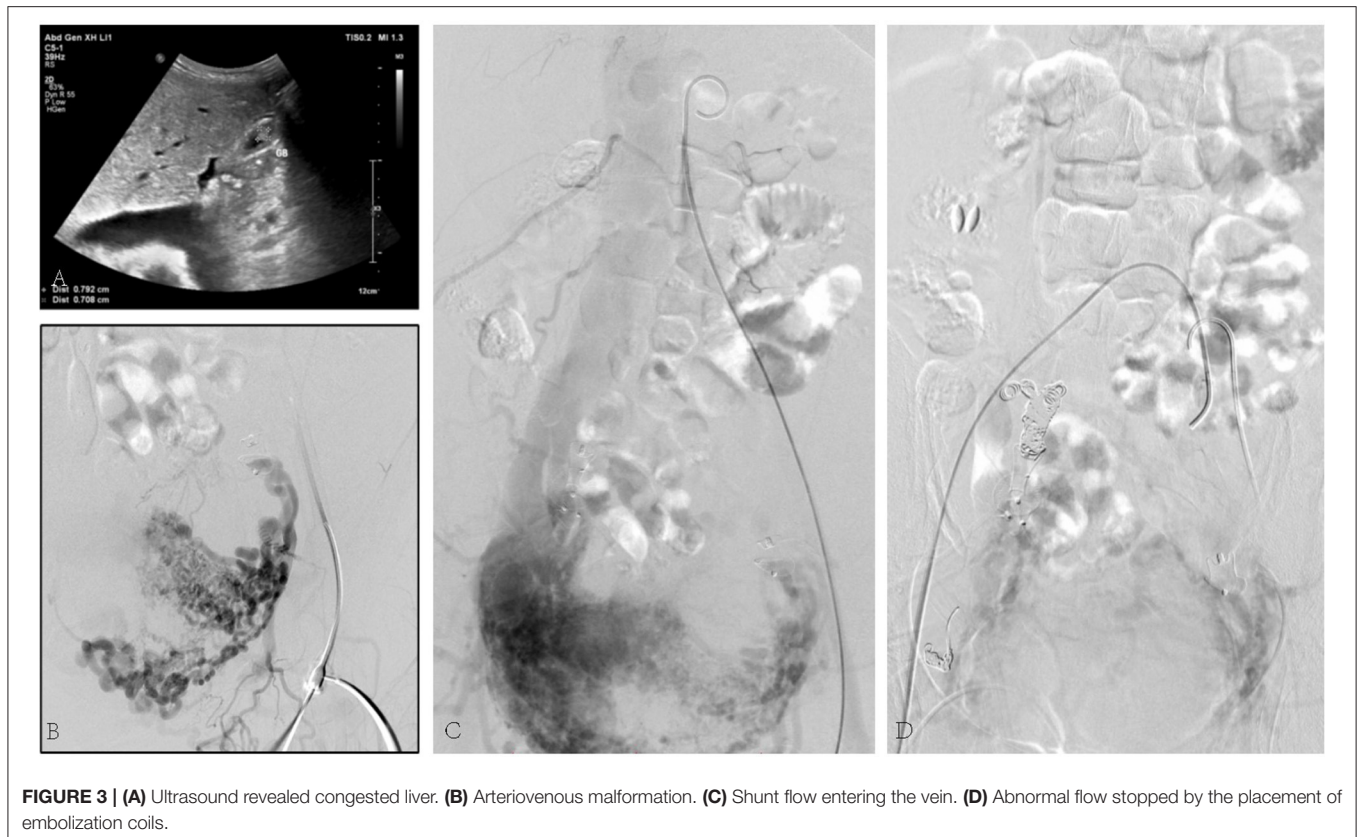 Abd Gen XH LI1
TIS0.2 MI 1.3
C5-1
39Hz
RS
M3
2D
63%
Dyn R 55
P Low
HGen
GB
A
+ Dist 0.792 cm
Dist 0.708 cm
12cm
B
C
D
FIGURE 3 | (A) Ultrasound revealed congested liver. (B) Arteriovenous malformation. (C) Shunt flow entering the vein. (D) Abnormal flow stopped by the placement of
embolization coils.